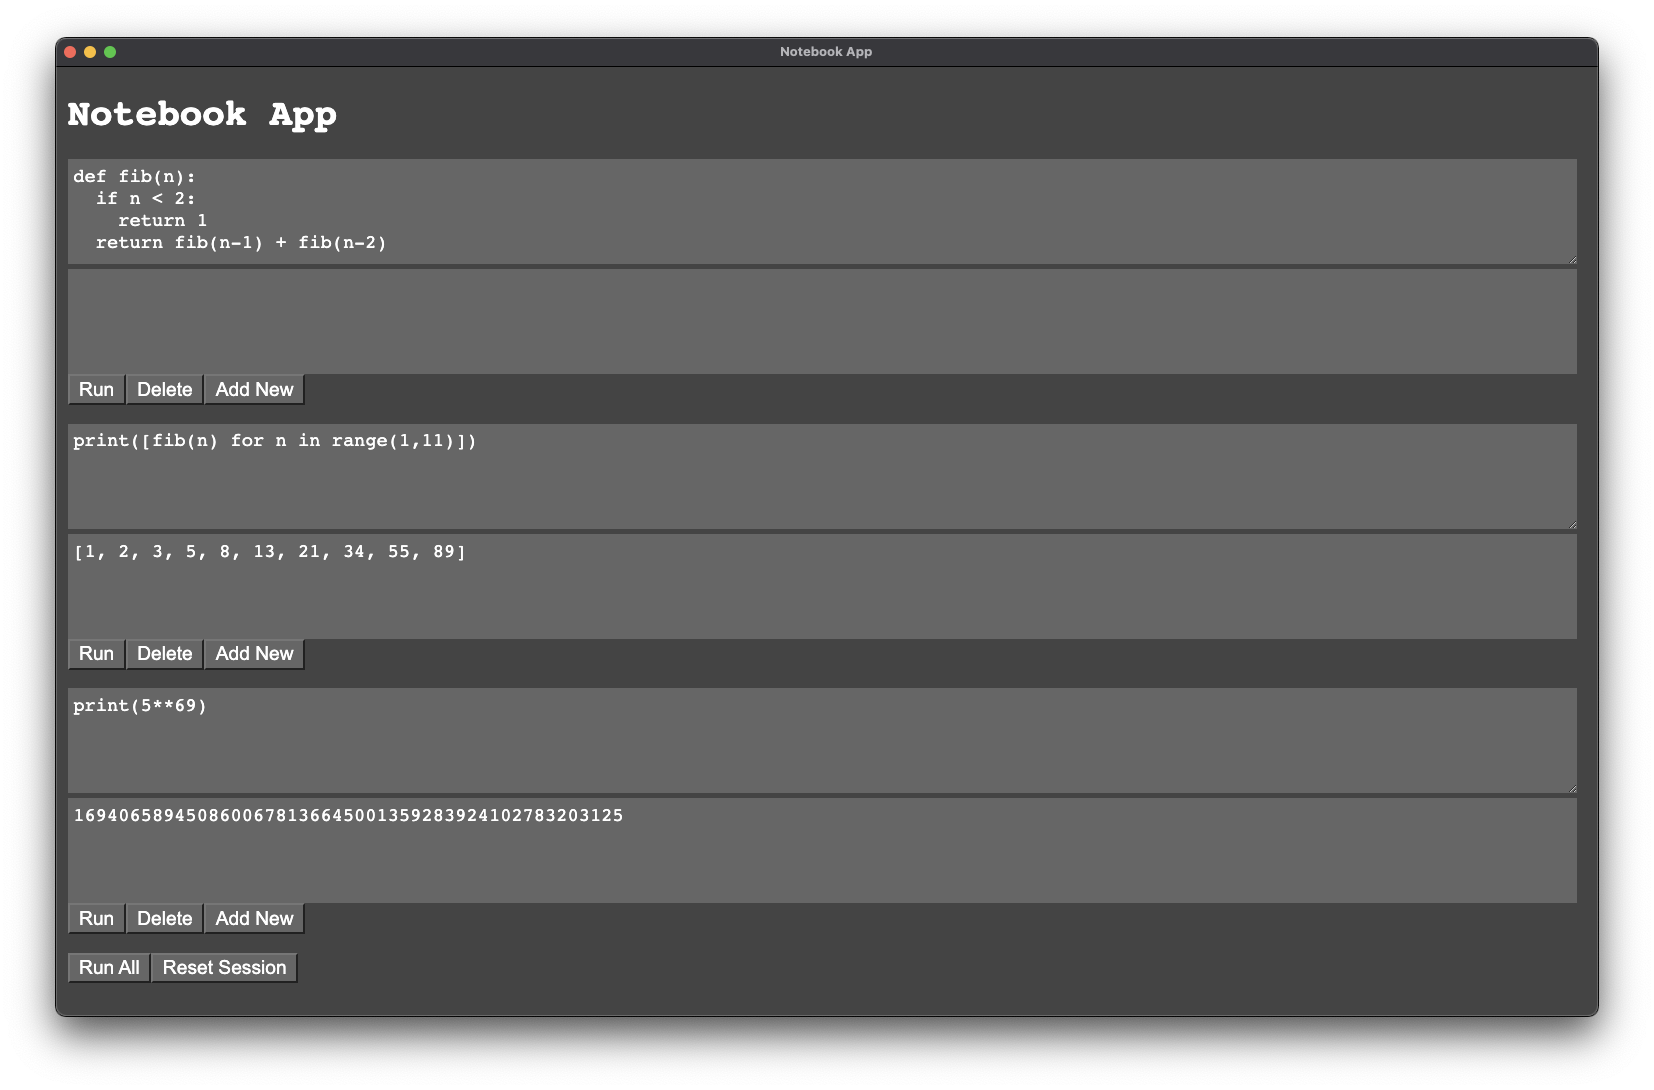 Notebook App
Notebook App
def fib(n):
  if n < 2:
    return 1
  return fib(n-1) + fib(n-2)
Run Delete Add New
print([fib(n) for n in range(1,11)])
[1, 2, 3, 5, 8, 13, 21, 34, 55, 89]
Run Delete Add New
print(5**69)
1694065894508600678136645001359283924102783203125
Run Delete Add New
Run All Reset Session